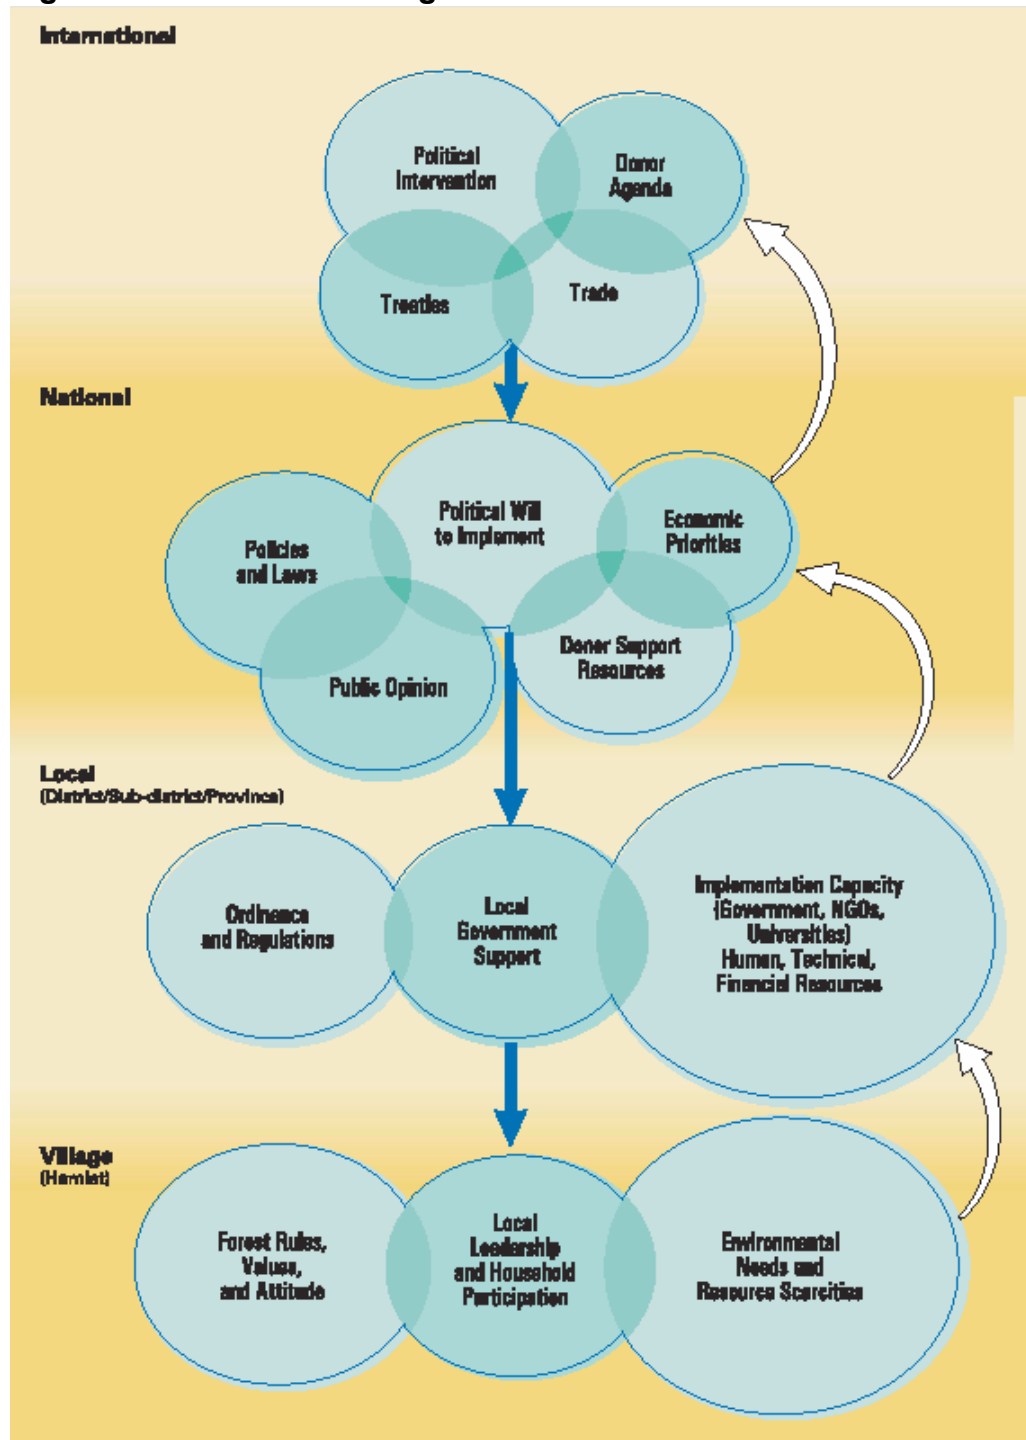 International
Political
Intervention
Donor
Agenda
Treaties
Trade
National
Political Will
to Implement
Economic
Priorities
Policies
and Laws
Donor Support
Resources
Public Opinion
Local
(District/Sub-district/Province)
Implementation Capacity
(Government, NGOs,
Universities)
Human, Technical,
Financial Resources
Ordinance
and Regulations
Local
Government
Support
Village
(Hamlet)
Forest Rules,
Values,
and Attitude
Local
Leadership
and Household
Participation
Environmental
Needs and
Resource Scarcities